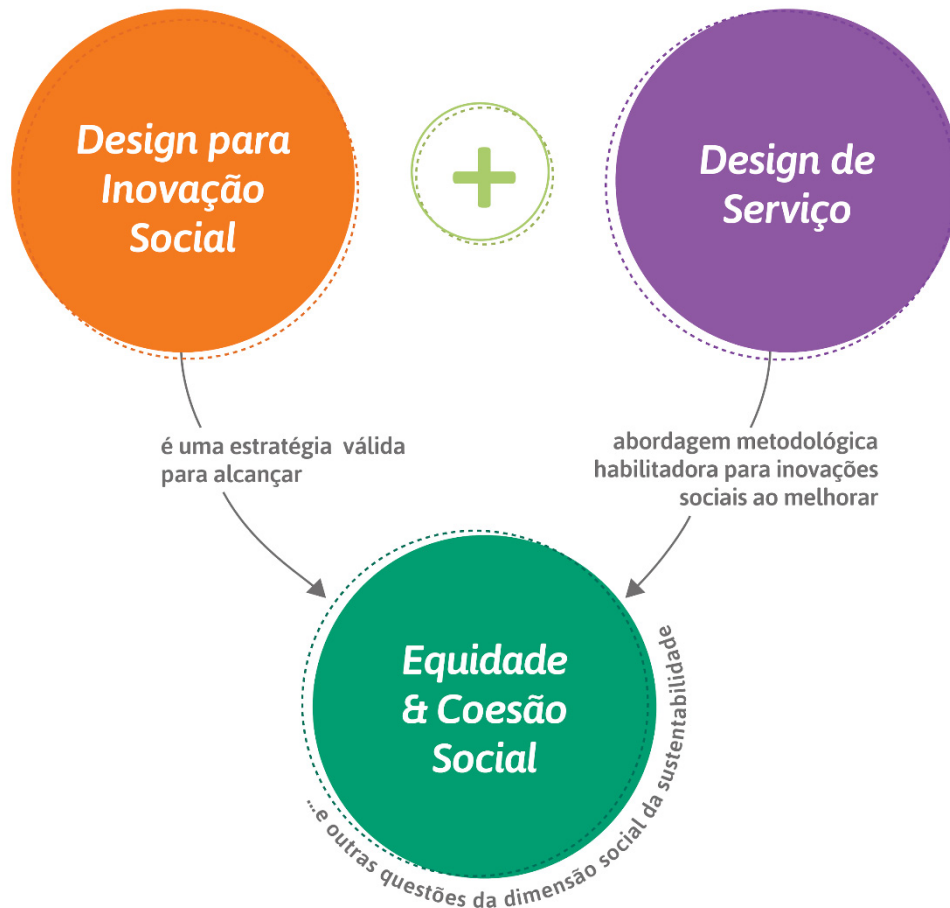 Design para
Inovação
Social
+
Design de
Serviço
é uma estratégia válida
para alcançar
abordagem metodológica
habilitadora para inovações
sociais ao melhorar
Equidade
& Coesão
Social
...e outras questões da dimensão social da sustentabilidade